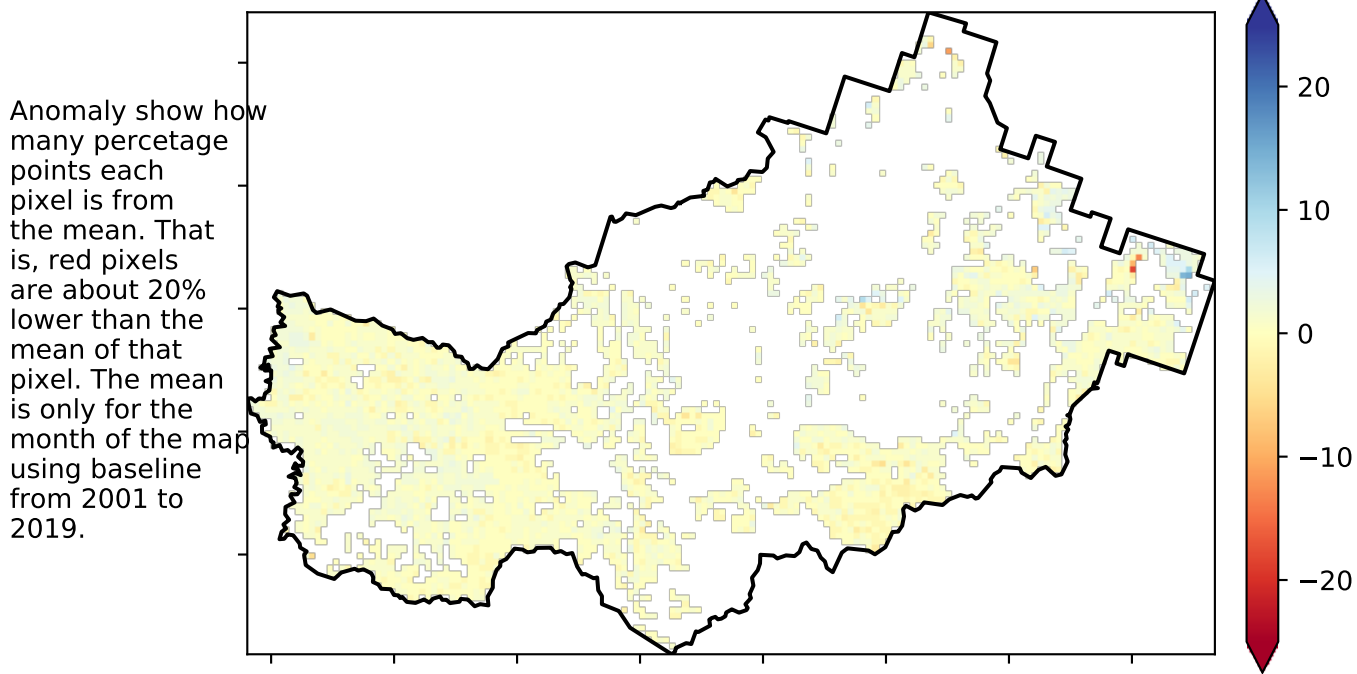 Anomaly show how
many percetage
points each
pixel is from
the mean. That
is, red pixels
are about 20%
lower than the
mean of that
pixel. The mean
is only for the
month of the map
using baseline
from 2001 to
2019.
20
10
0
−10
−20